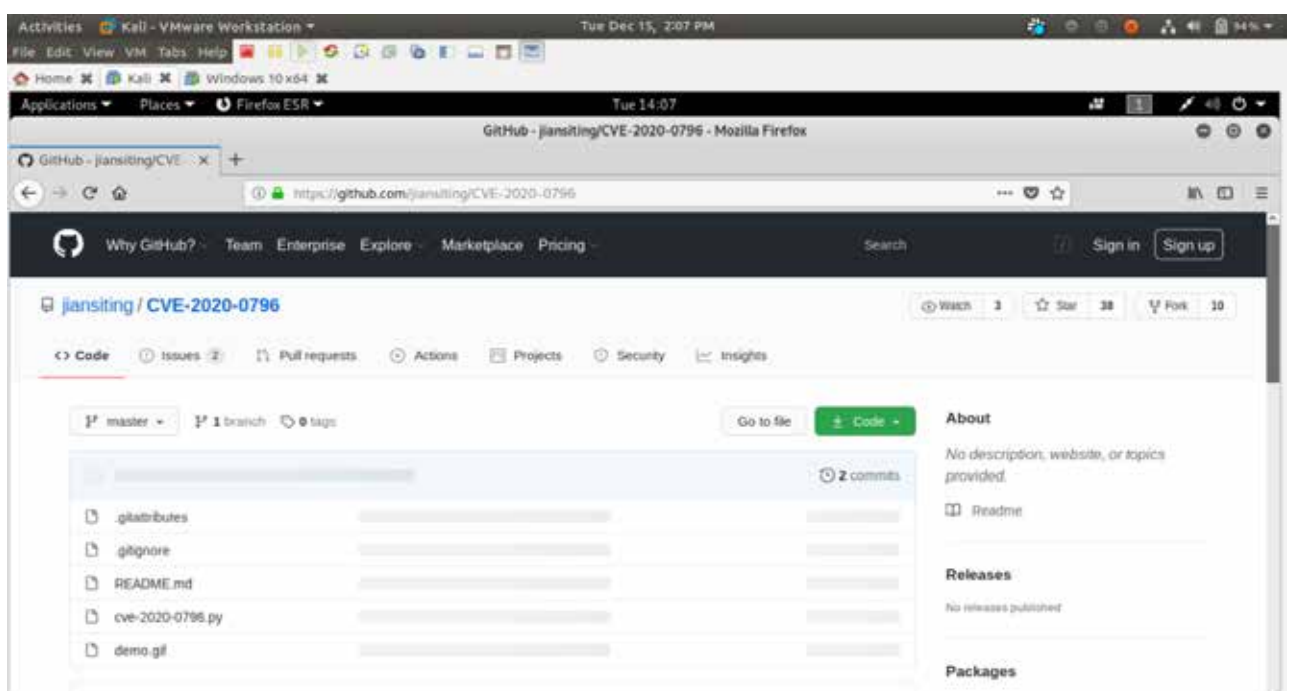 Activities Kali - VMware Workstation Tue Dec 15, 2:07 PM 94%
File Edit View VM Tabs Help
Home Kali Windows 10 x64
Applications Places Firefox ESR Tue 14:07 1
GitHub - jiansiting/CVE-2020-0796 - Mozilla Firefox
GitHub - jiansiting/CVE
https://github.com/jiansiting/CVE-2020-0796
Why GitHub? Team Enterprise Explore Marketplace Pricing Search Sign in Sign up
jiansiting / CVE-2020-0796 Watch 3 Star 38 Fork 10
Code Issues 2 Pull requests Actions Projects Security Insights
master 1 branch 0 tags Go to file Code About
No description, website, or topics
provided.
2 commits
.gitattributes Readme
.gitignore
README.md Releases
cve-2020-0796.py No releases published
demo.gif
Packages